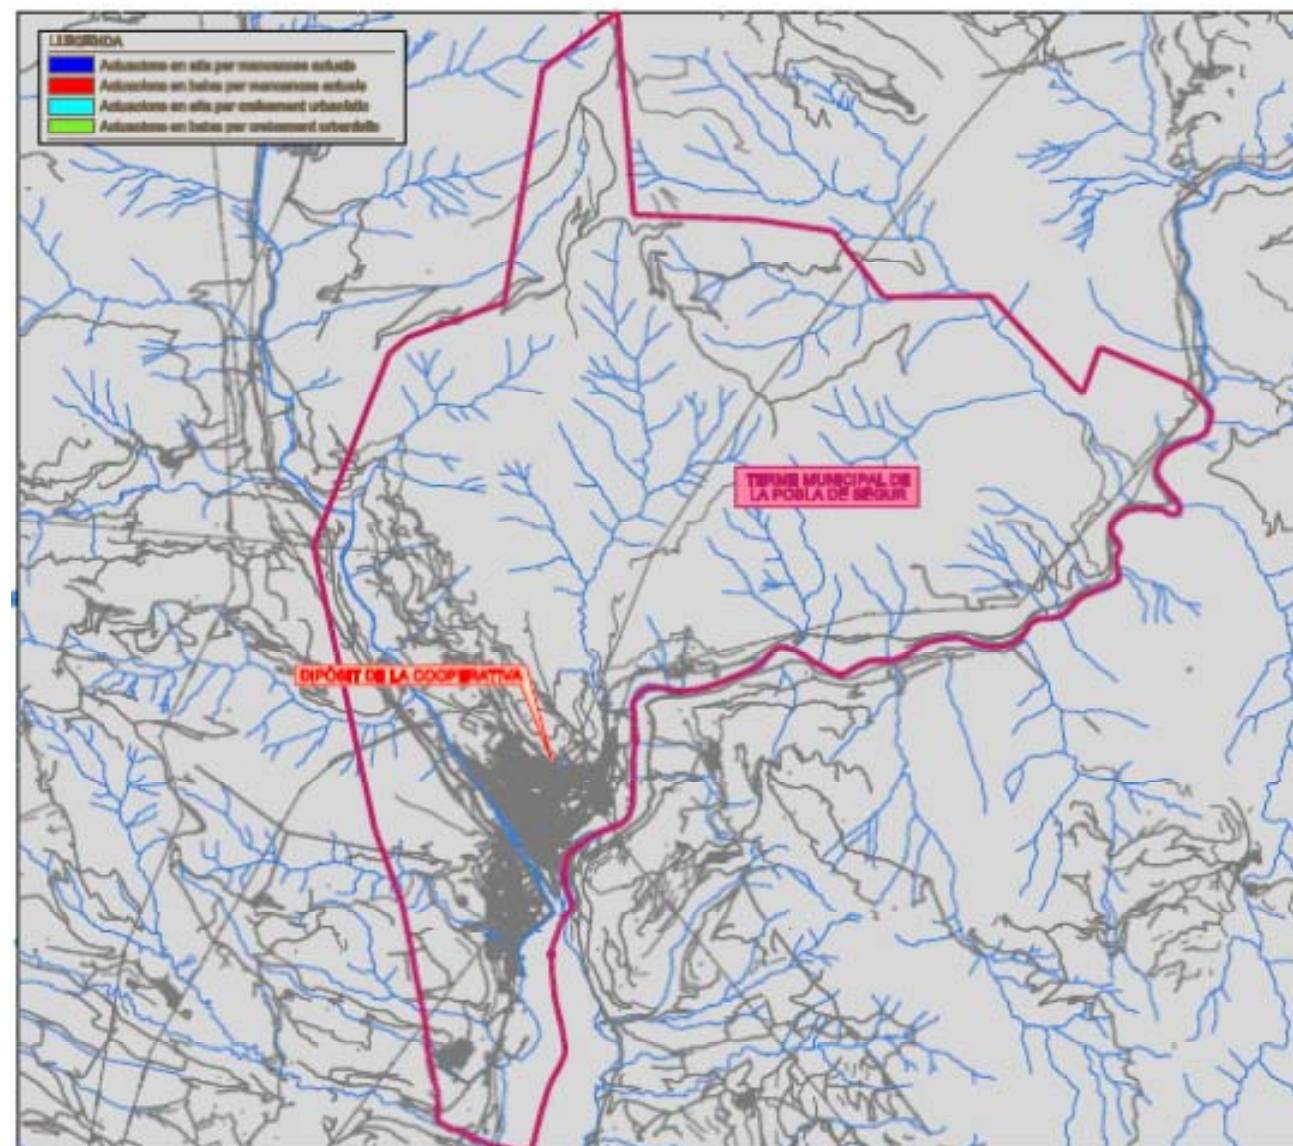 LLEGENDA
Actuacions en alta per mancances actuals
Actuacions en baixa per mancances actuals
Actuacions en alta per creixement urbanístic
Actuacions en baixa per creixement urbanístic
TERME MUNICIPAL DE
LA POBLA DE SEGUR
DIPÒSIT DE LA COOPERATIVA